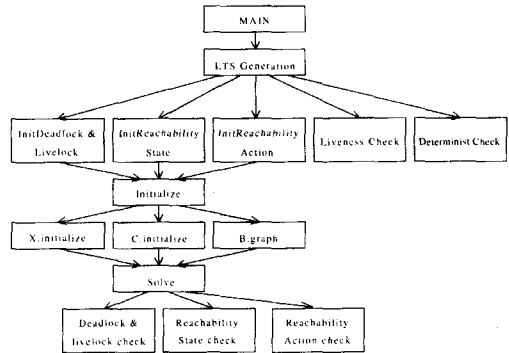 MAIN
LTS Generation
InitDeadlock &
Livelock
InitReachability
State
InitReachability
Action
Liveness Check
Determinist Check
Initialize
X.initialize
C.initialize
B.graph
Solve
Deadlock &
livelock check
Reachability
State check
Reachability
Action check